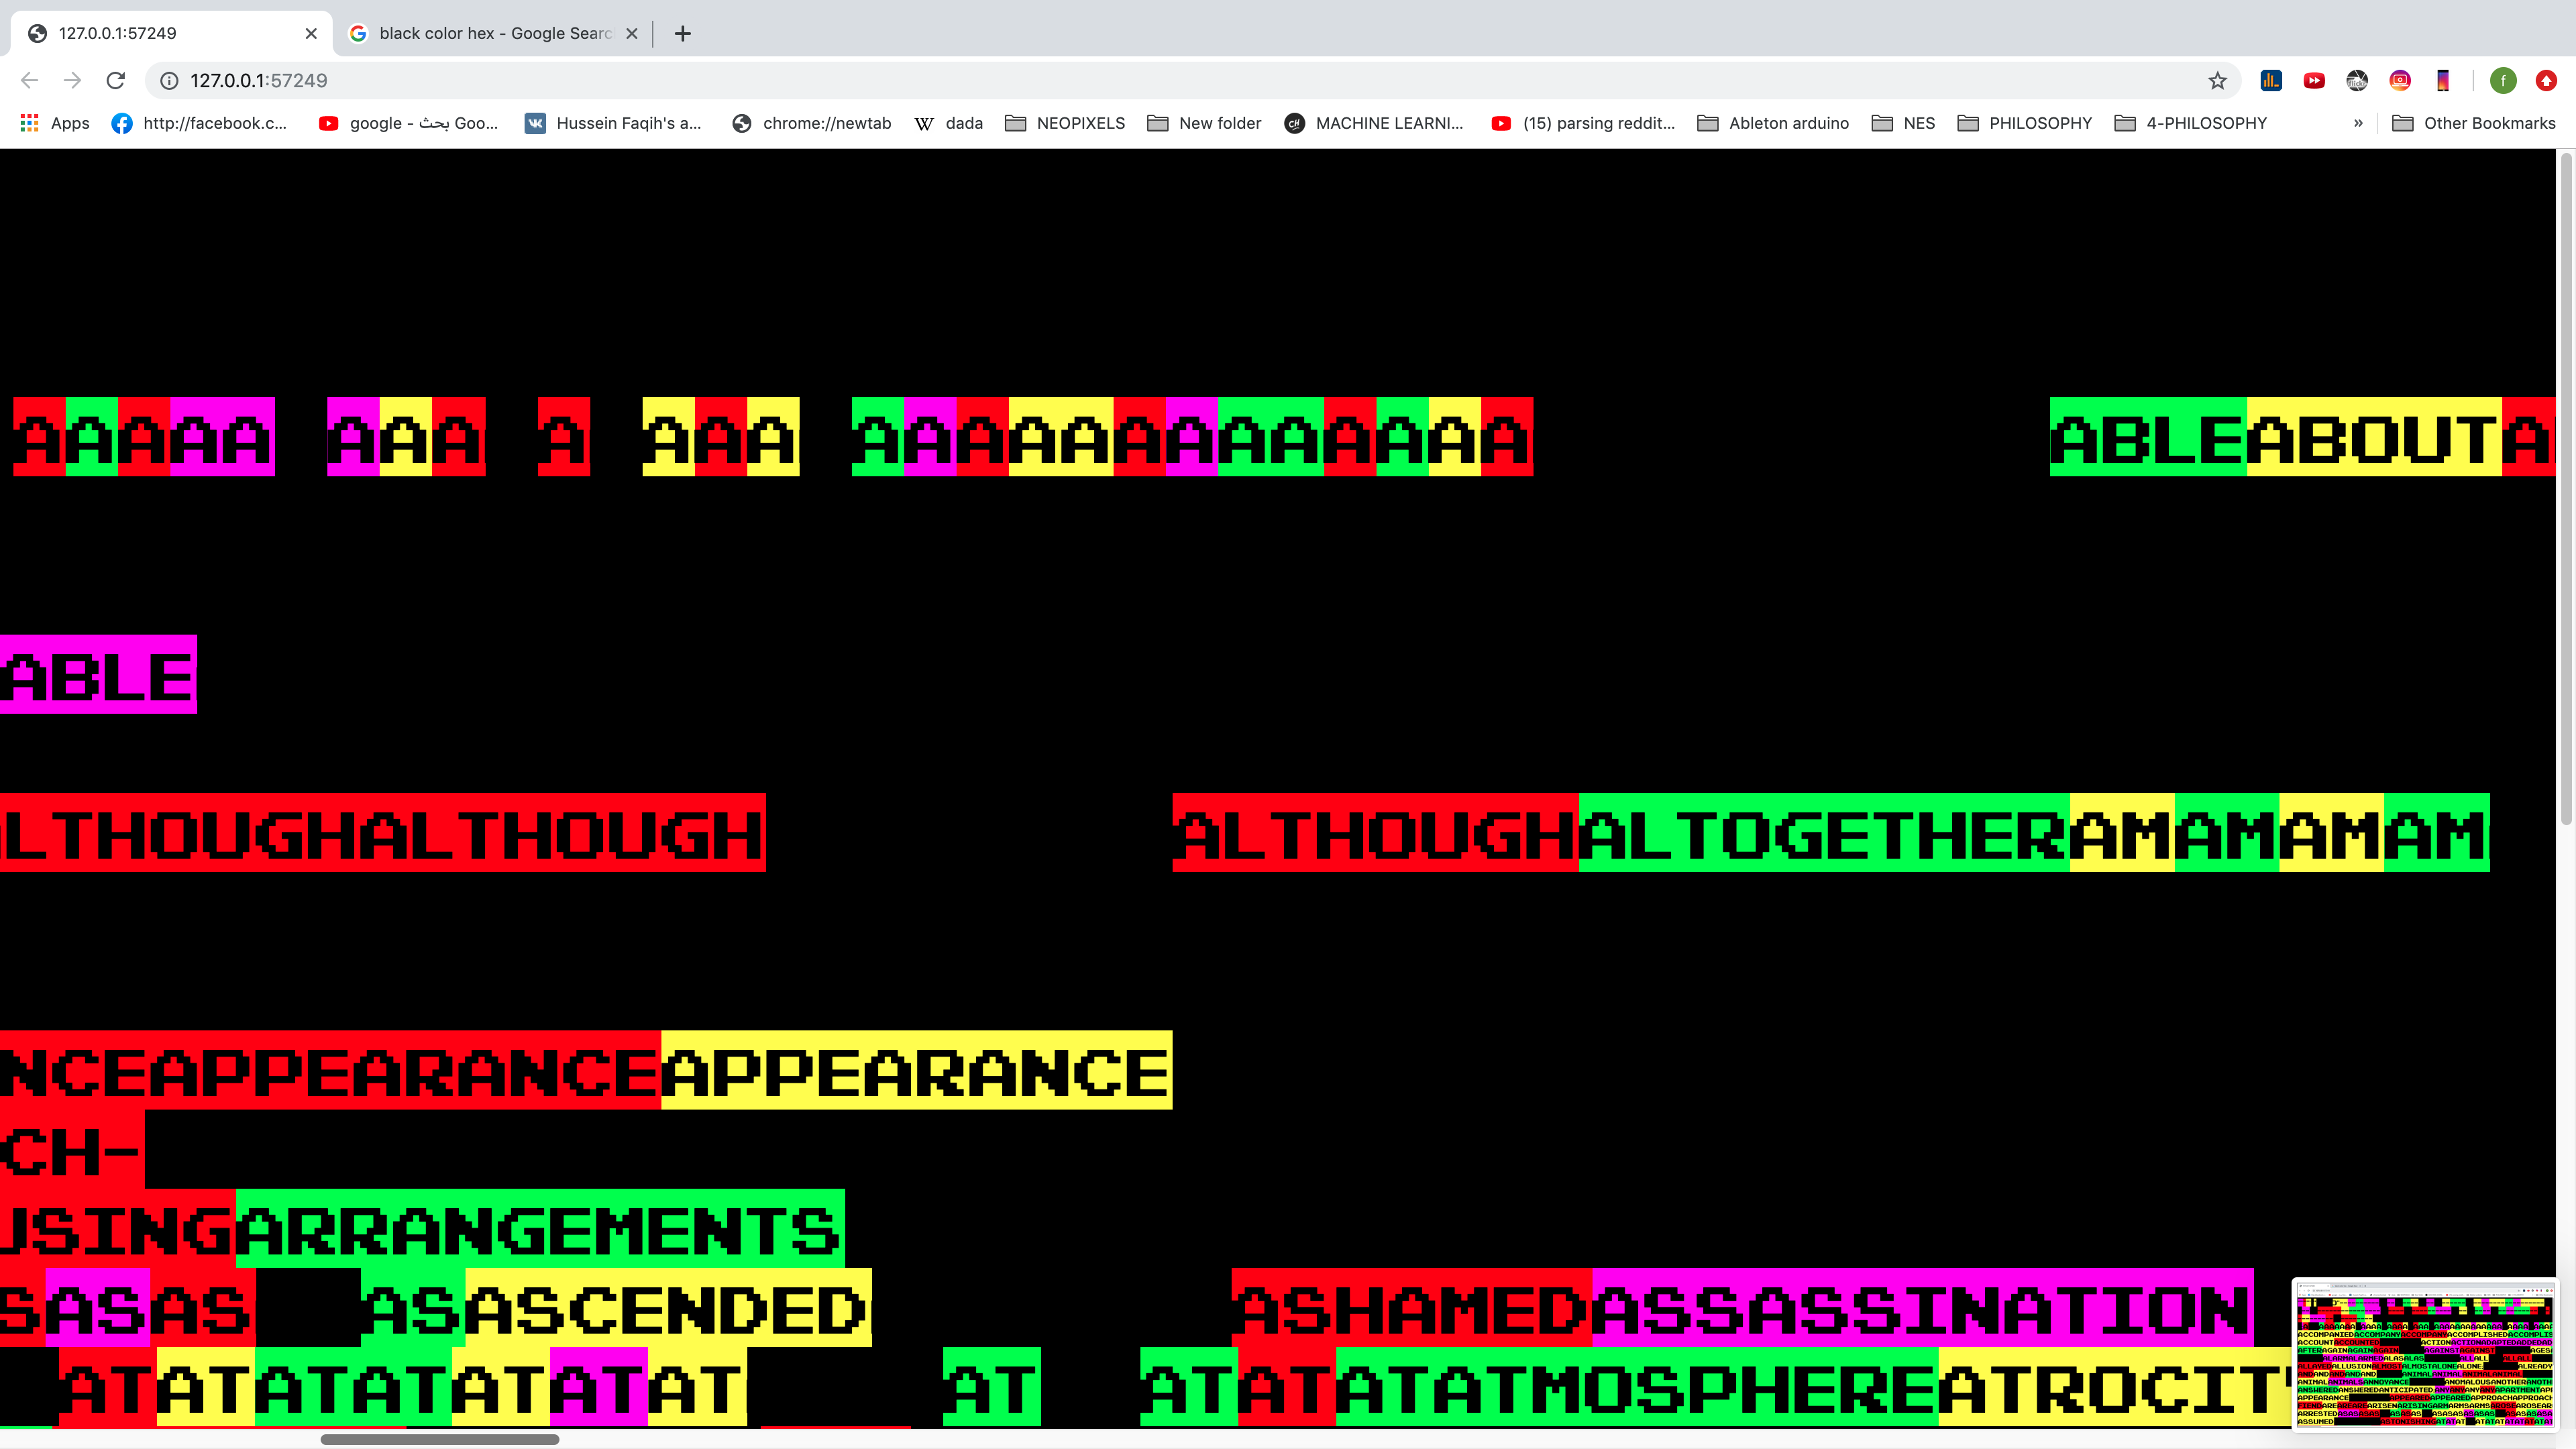 127.0.0.1:57249 black color hex - Google Searc
127.0.0.1:57249 f
Apps http://facebook.c... google - بحث Goo... Hussein Faqih's a... chrome://newtab dada NEOPIXELS New folder MACHINE LEARNI... (15) parsing reddit... Ableton arduino NES PHILOSOPHY 4-PHILOSOPHY » Other Bookmarks
AAAAA AAA A AAA AAAAAAAAAAAAA ABLEABOUTA
ABLE
LTHOUGHALTHOUGH ALTHOUGHALTOGETHERAMAMAMAM
NCEAPPEARANCEAPPEARANCE
CH-
USINGARRANGEMENTS
SASAS ASASCENDED ASHAMEDASSASSINATION
ATATATATATATAT AT ATATATATMOSPHEREATROCIT